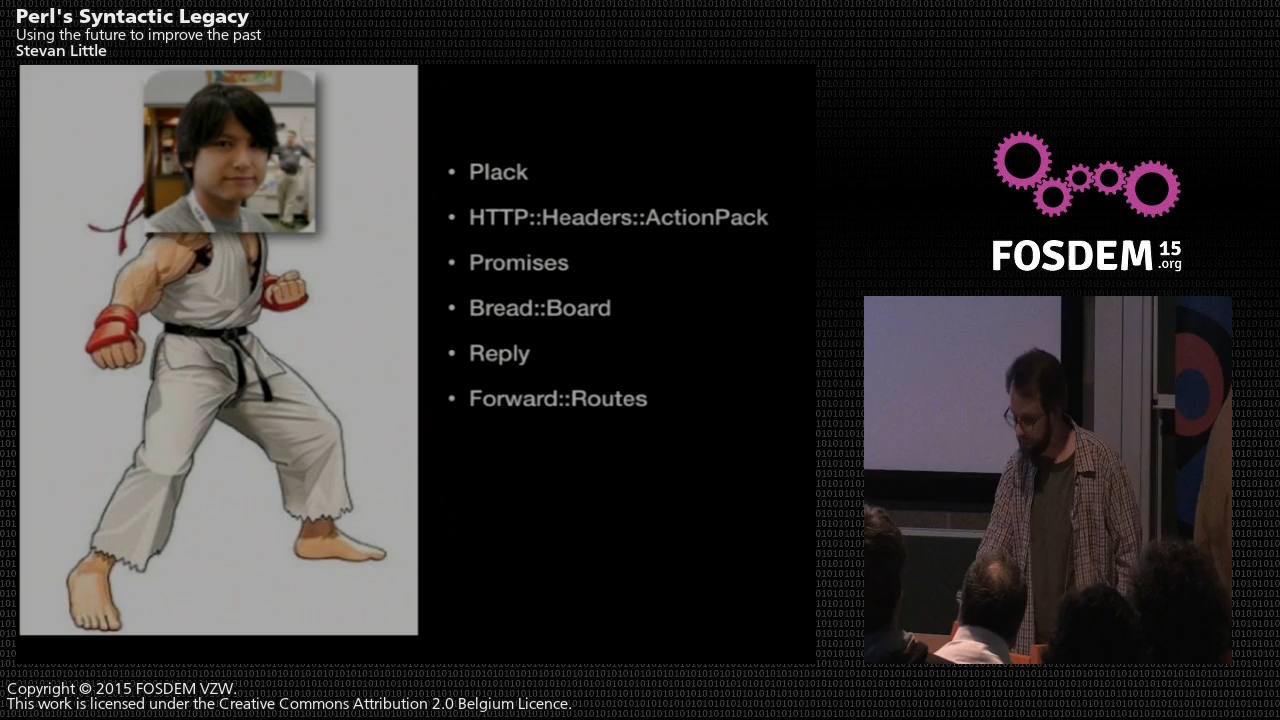 Perl's Syntactic Legacy
Using the future to improve the past
Stevan Little
• Plack
• HTTP::Headers::ActionPack
• Promises
• Bread::Board
• Reply
• Forward::Routes
FOSDEM 15
.org
Copyright © 2015 FOSDEM VZW.
This work is licensed under the Creative Commons Attribution 2.0 Belgium Licence.